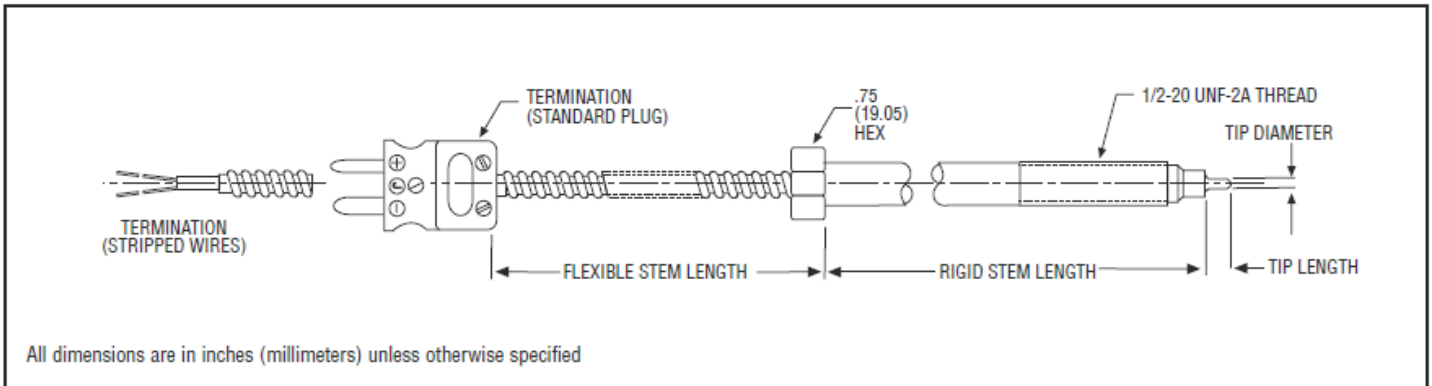 TERMINATION
(STANDARD PLUG)
.75
(19.05)
HEX
1/2-20 UNF-2A THREAD
TIP DIAMETER
TERMINATION
(STRIPPED WIRES)
FLEXIBLE STEM LENGTH
RIGID STEM LENGTH
TIP LENGTH
All dimensions are in inches (millimeters) unless otherwise specified